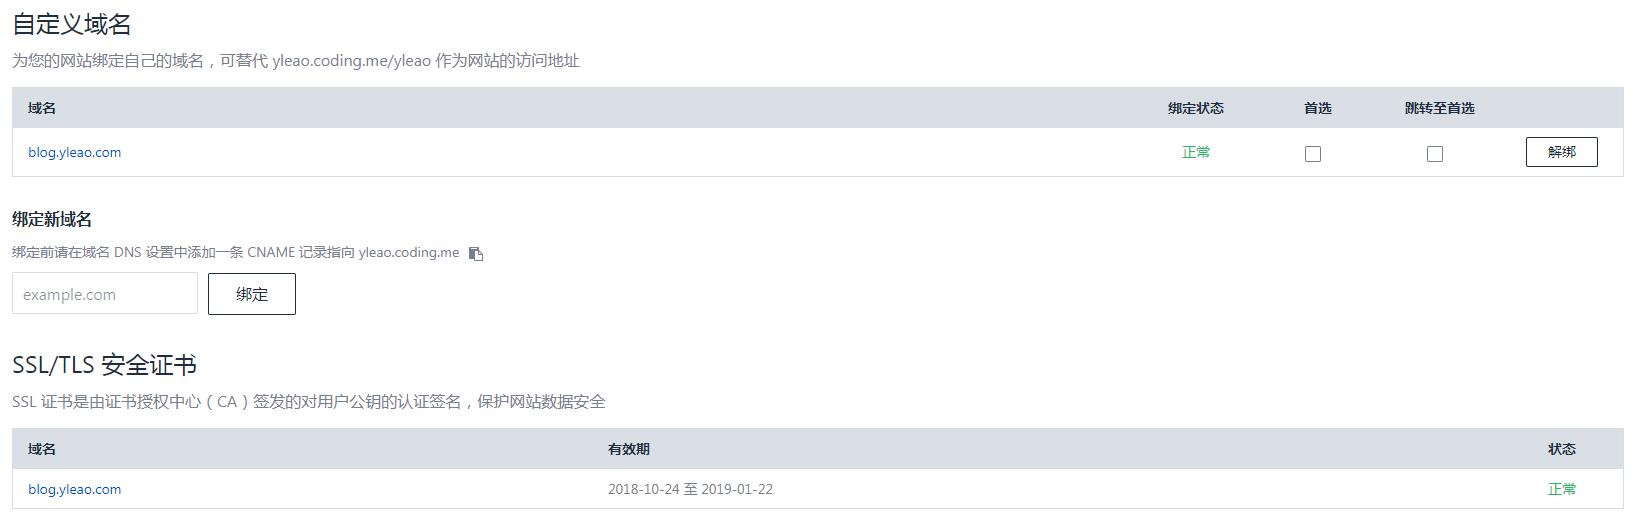 自定义域名
为您的网站绑定自己的域名，可替代 yleao.coding.me/yleao 作为网站的访问地址
域名 绑定状态 首选 跳转至首选
blog.yleao.com 正常 解绑
绑定新域名
绑定前请在域名 DNS 设置中添加一条 CNAME 记录指向 yleao.coding.me
example.com 绑定
SSL/TLS 安全证书
SSL 证书是由证书授权中心（CA）签发的对用户公钥的认证签名，保护网站数据安全
域名 有效期 状态
blog.yleao.com 2018-10-24 至 2019-01-22 正常